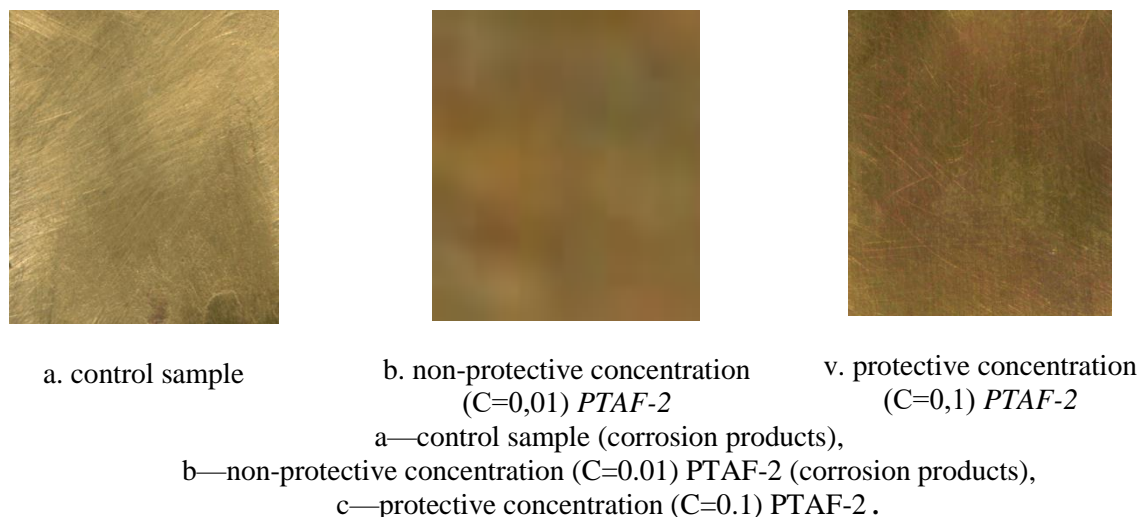 a. control sample
b. non-protective concentration
(C=0,01) PTAF-2
v. protective concentration
(C=0,1) PTAF-2
a—control sample (corrosion products),
b—non-protective concentration (C=0.01) PTAF-2 (corrosion products),
c—protective concentration (C=0.1) PTAF-2.